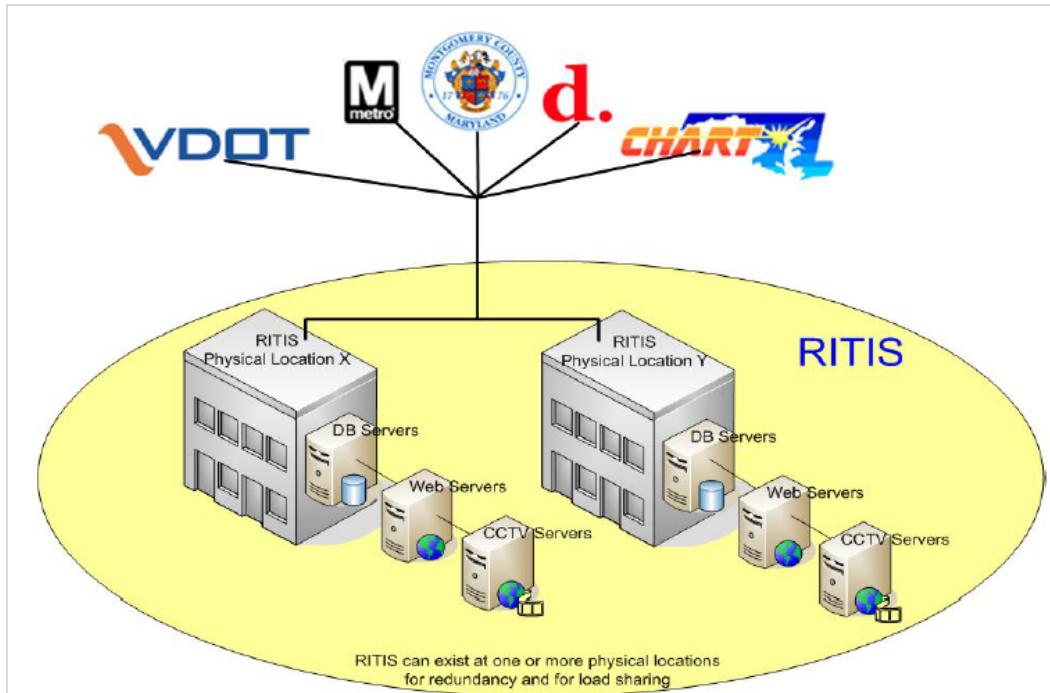 MONTGOMERY COUNTY
17 76
MARYLAND
M
metro
d.
VDOT
CHART
RITIS
Physical Location X
RITIS
Physical Location Y
RITIS
DB Servers
DB Servers
Web Servers
Web Servers
CCTV Servers
CCTV Servers
RITIS can exist at one or more physical locations
for redundancy and for load sharing